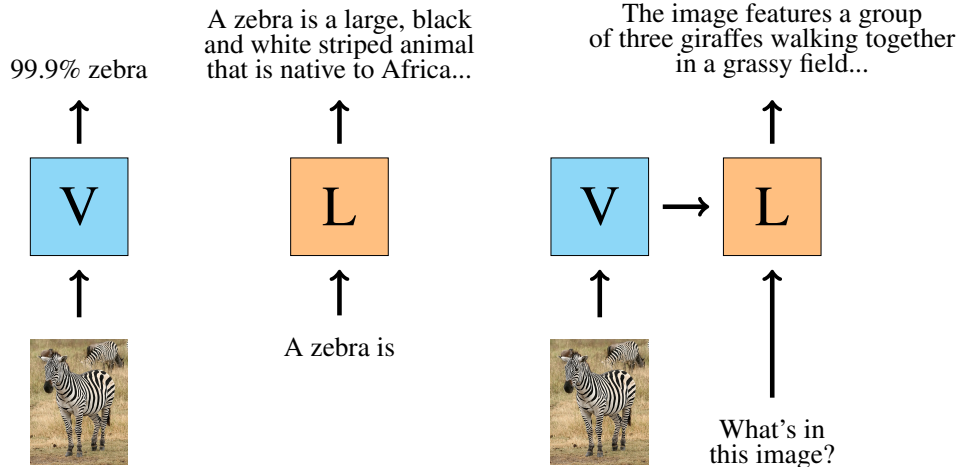 99.9% zebra
V
A zebra is a large, black
and white striped animal
that is native to Africa...
L
A zebra is
The image features a group
of three giraffes walking together
in a grassy field...
V
L
What's in
this image?